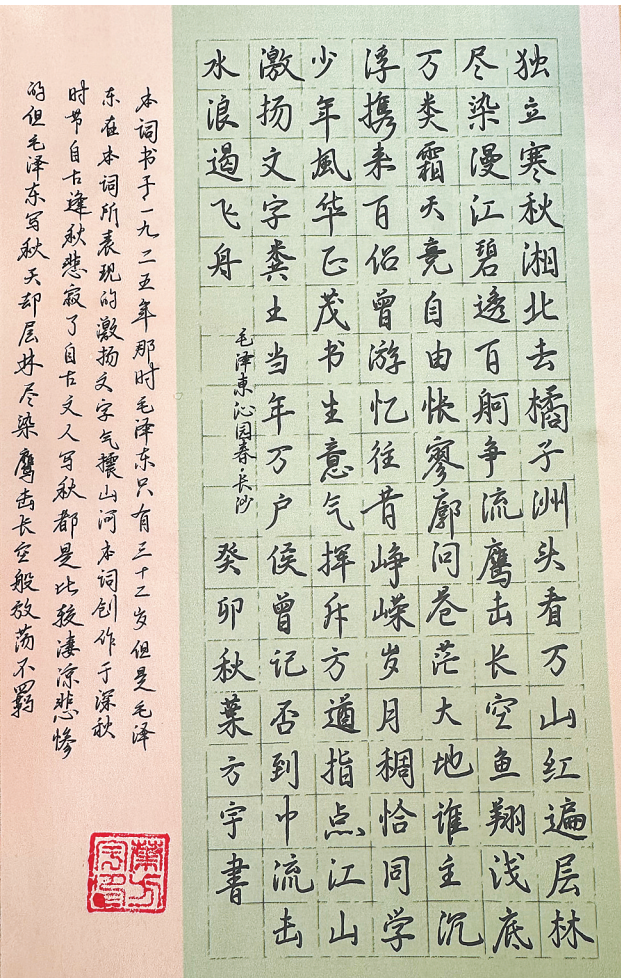 独立寒秋湘北去橘子洲头看万山红遍层林
尽染漫江碧透百舸争流鹰击长空鱼翔浅底
万类霜天竞自由怅寥廓问苍茫大地谁主沉
浮携来百侣曾游忆往昔峥嵘岁月稠恰同学
少年風华正茂书生意气挥斥方遒指点江山
激扬文字粪土当年万户侯曾记否到中流击
水浪遏飞舟
毛泽東沁园春·长沙
癸卯秋葉方宇書
本词书于一九二五年那时毛泽东只有三十二岁但是毛泽
东在本词所表现的激扬文字气攘山河本词创作于深秋
时节自古逢秋悲寂了自古文人写秋都是比较凄凉悲惨
的但毛泽东写秋天却层林尽染鹰击长空般放荡不羁
葉方宇印